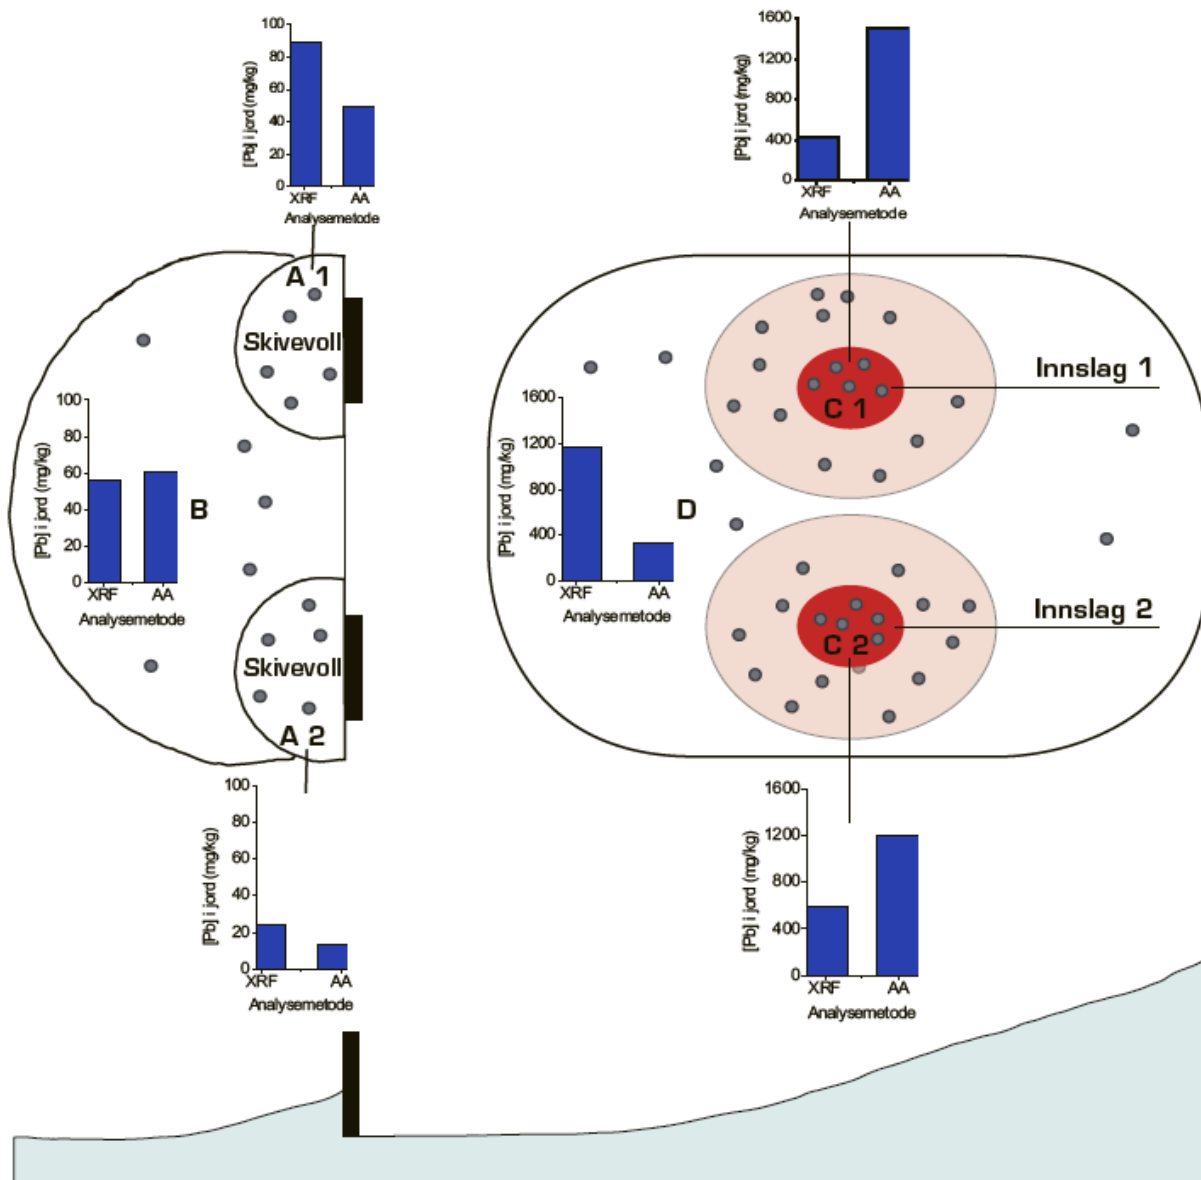 100
80
60
40
20
0
[Pb] i jord (mg/kg)
XRF AA
Analysemetode
1600
1200
800
400
0
[Pb] i jord (mg/kg)
XRF AA
Analysemetode
A 1
Skivevoll
Innslag 1
C 1
100
80
60
40
20
0
[Pb] i jord (mg/kg)
XRF AA
Analysemetode
B
1600
1200
800
400
0
[Pb] i jord (mg/kg)
XRF AA
Analysemetode
D
Innslag 2
C 2
Skivevoll
A 2
100
80
60
40
20
0
[Pb] i jord (mg/kg)
XRF AA
Analysemetode
1600
1200
800
400
0
[Pb] i jord (mg/kg)
XRF AA
Analysemetode